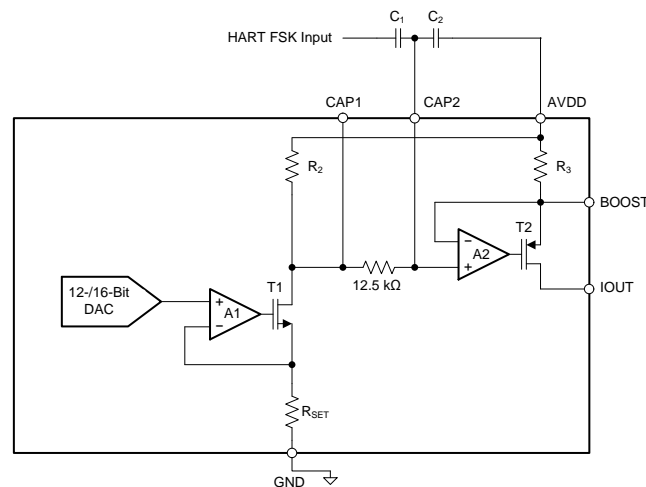 C1 C2
HART FSK Input
CAP1 CAP2 AVDD
R2 R3
BOOST
T2
−
A2
+
12.5 kΩ
IOUT
12-/16-Bit
DAC
T1
+
A1
−
RSET
GND